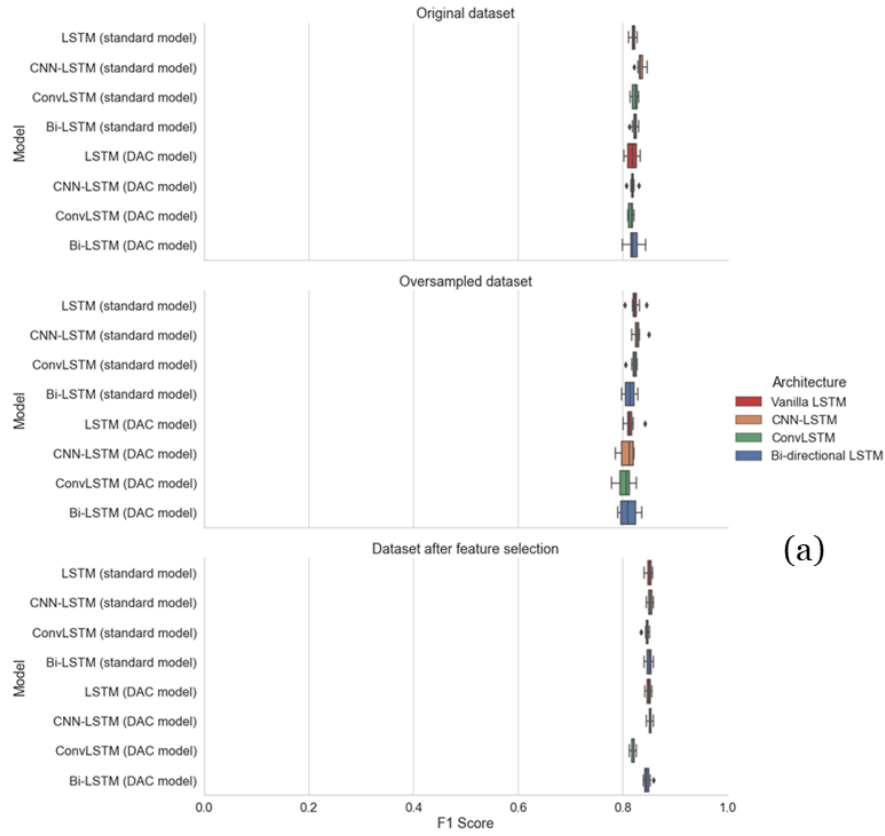 Original dataset
LSTM (standard model)
CNN-LSTM (standard model)
ConvLSTM (standard model)
Bi-LSTM (standard model)
LSTM (DAC model)
CNN-LSTM (DAC model)
ConvLSTM (DAC model)
Bi-LSTM (DAC model)
Model
Oversampled dataset
LSTM (standard model)
CNN-LSTM (standard model)
ConvLSTM (standard model)
Bi-LSTM (standard model)
LSTM (DAC model)
CNN-LSTM (DAC model)
ConvLSTM (DAC model)
Bi-LSTM (DAC model)
Model
Architecture
Vanilla LSTM
CNN-LSTM
ConvLSTM
Bi-directional LSTM
(a)
Dataset after feature selection
LSTM (standard model)
CNN-LSTM (standard model)
ConvLSTM (standard model)
Bi-LSTM (standard model)
LSTM (DAC model)
CNN-LSTM (DAC model)
ConvLSTM (DAC model)
Bi-LSTM (DAC model)
Model
0.0 0.2 0.4 0.6 0.8 1.0
F1 Score